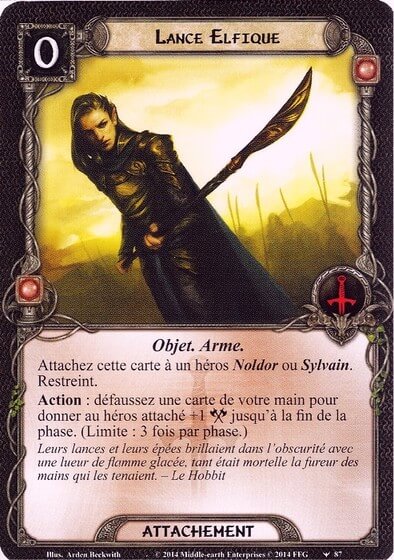 0
Lance Elfique
Objet. Arme.
Attachez cette carte à un héros Noldor ou Sylvain.
Restreint.
Action : défaussez une carte de votre main pour
donner au héros attaché +1 jusqu'à la fin de la
phase. (Limite : 3 fois par phase.)
Leurs lances et leurs épées brillaient dans l'obscurité avec
une lueur de flamme glacée, tant était mortelle la fureur des
mains qui les tenaient. – Le Hobbit
ATTACHEMENT
Illus. Arden Beckwith © 2014 Middle-earth Enterprises © 2014 FFG 87